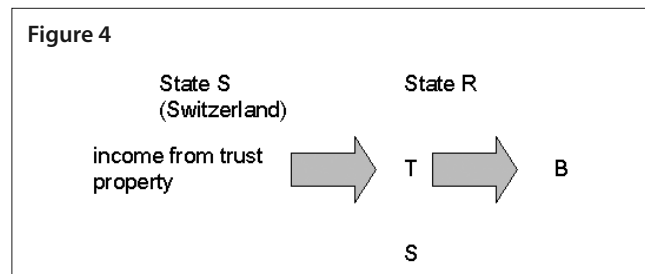 Figure 4
State S
(Switzerland)
State R
income from trust
property
T
B
S